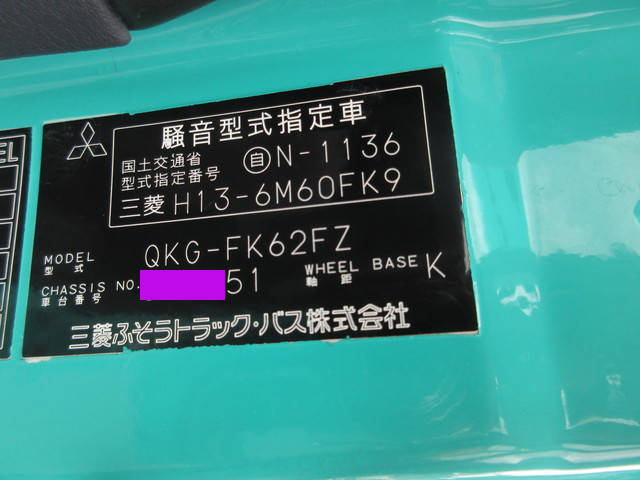 騒音型式指定車
国土交通省
型式指定番号 自N-1136
三菱 H13-6M60FK9
MODEL
型式 QKG-FK62FZ
CHASSIS NO.
車台番号 51 WHEEL BASE
軸距 K
三菱ふそうトラック・バス株式会社
EL